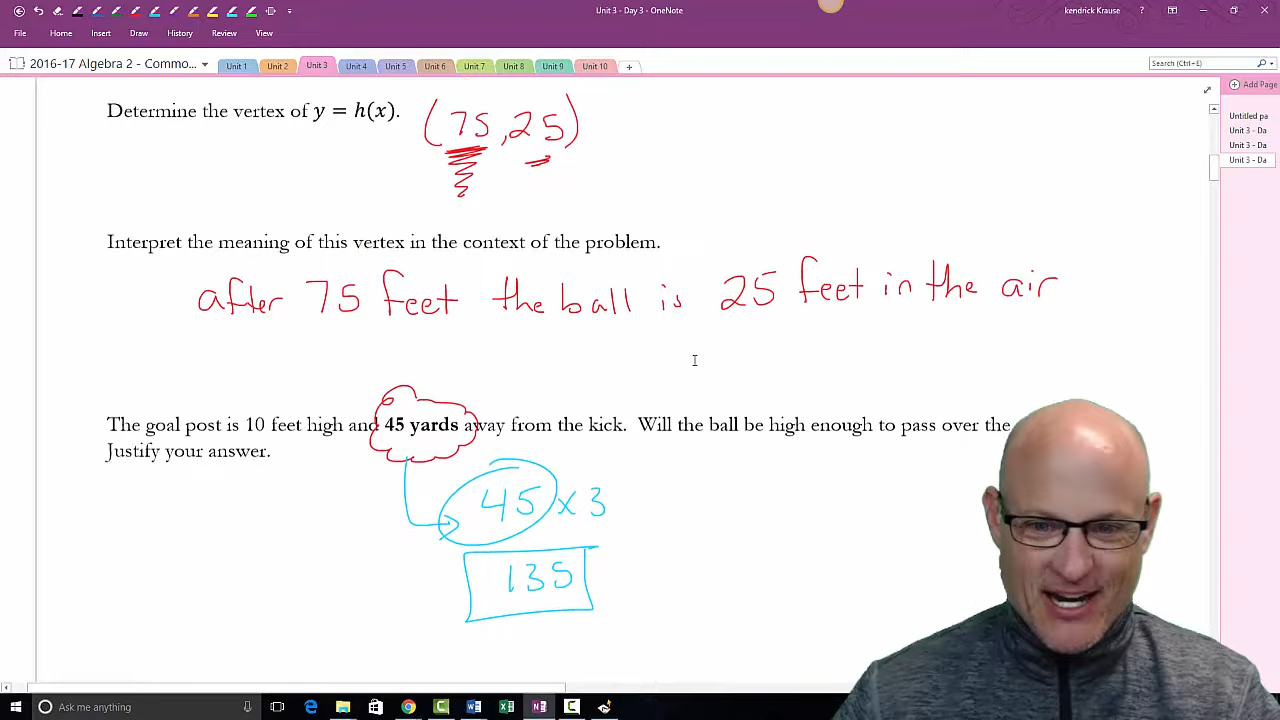 Unit 3 - Day 3 - OneNote
kendrick Krause
?
File Home Insert Draw History Review View
2016-17 Algebra 2 - Commo...
Unit 1 Unit 2 Unit 3 Unit 4 Unit 5 Unit 6 Unit 7 Unit 8 Unit 9 Unit 10
Search (Ctrl+E)
Add Page
Untitled pa
Unit 3 - Da
Unit 3 - Da
Unit 3 - Da
Determine the vertex of y = h(x). (75,25)
Interpret the meaning of this vertex in the context of the problem.
after 75 feet the ball is 25 feet in the air
The goal post is 10 feet high and 45 yards away from the kick. Will the ball be high enough to pass over the
Justify your answer.
45 x 3
135
Ask me anything